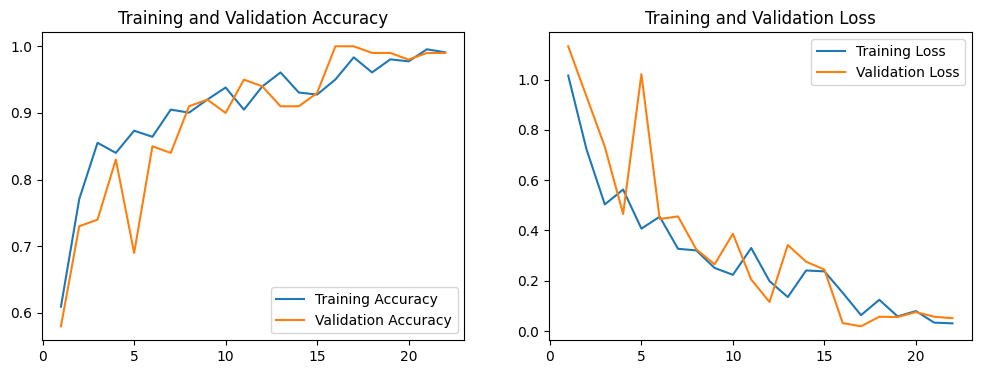 Training and Validation Accuracy
1.0
0.9
0.8
0.7
0.6
Training Accuracy
Validation Accuracy
0 5 10 15 20
Training and Validation Loss
Training Loss
Validation Loss
1.0
0.8
0.6
0.4
0.2
0.0
0 5 10 15 20